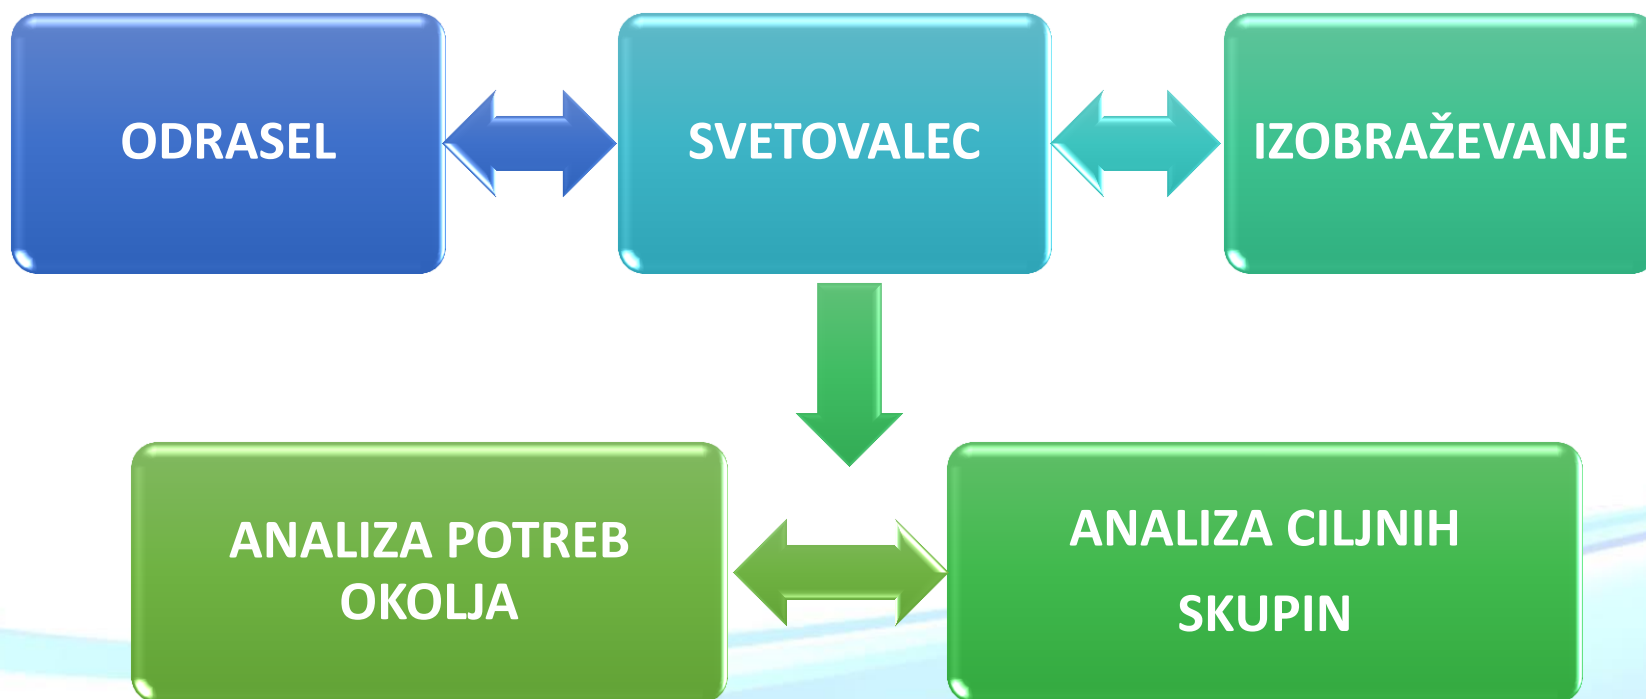 ODRASEL
SVETOVALEC
IZOBRAŽEVANJE
ANALIZA POTREB
OKOLJA
ANALIZA CILJNIH
SKUPIN